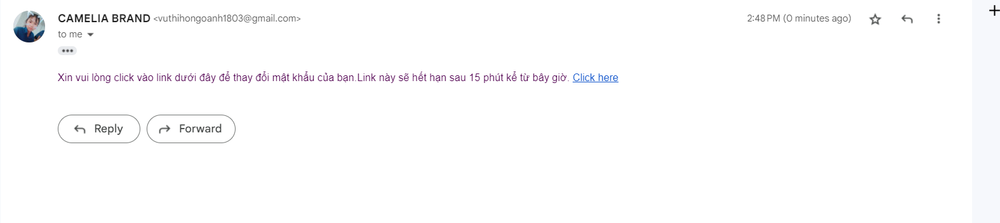 CAMELIA BRAND <vuthihongoanh1803@gmail.com> 2:48 PM (0 minutes ago)
to me
Xin vui lòng click vào link dưới đây để thay đổi mật khẩu của bạn.Link này sẽ hết hạn sau 15 phút kể từ bây giờ. Click here
Reply Forward